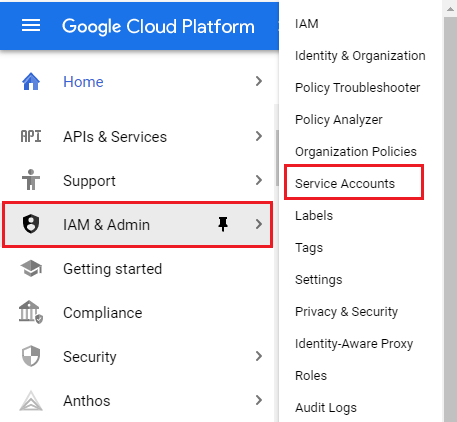 Google Cloud Platform
Home
API APIs & Services
Support
IAM & Admin
Getting started
Compliance
Security
Anthos
IAM
Identity & Organization
Policy Troubleshooter
Policy Analyzer
Organization Policies
Service Accounts
Labels
Tags
Settings
Privacy & Security
Identity-Aware Proxy
Roles
Audit Logs